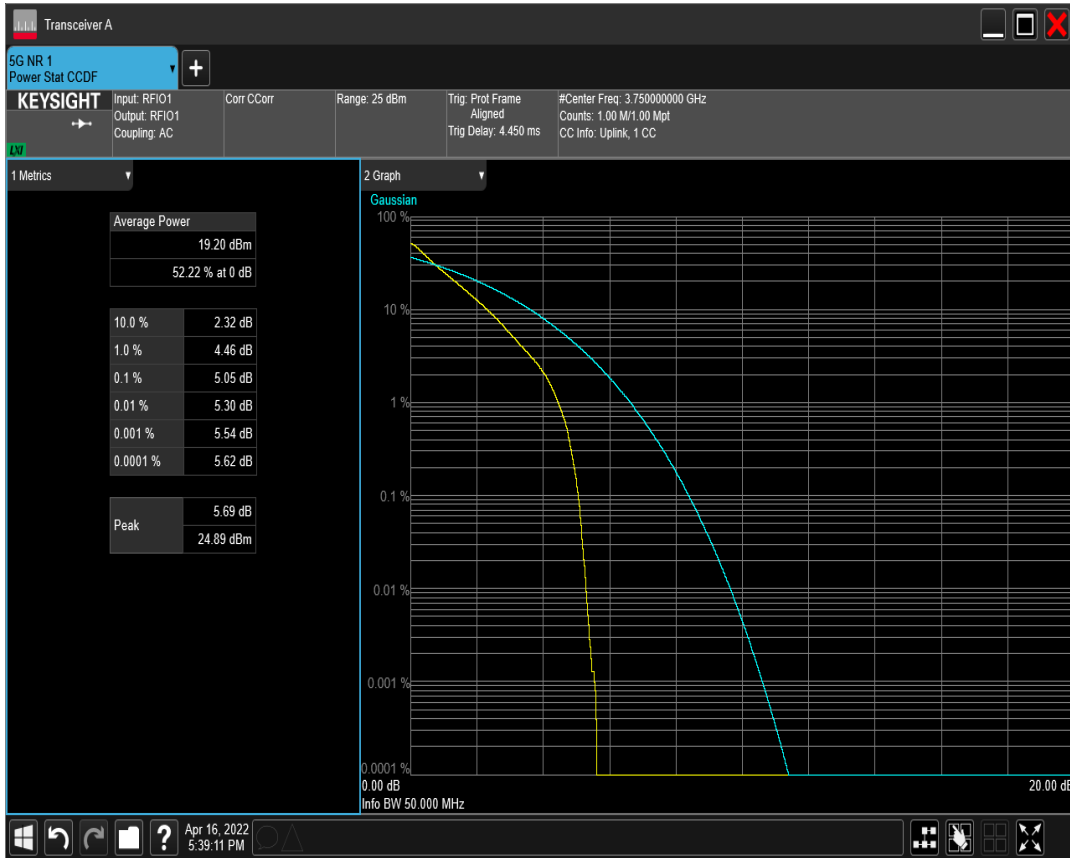 Transceiver A
5G NR 1
Power Stat CCDF
KEYSIGHT
LXI
Input: RFIO1
Output: RFIO1
Coupling: AC
Corr CCorr
Range: 25 dBm
Trig: Prot Frame
Aligned
Trig Delay: 4.450 ms
#Center Freq: 3.750000000 GHz
Counts: 1.00 M/1.00 Mpt
CC Info: Uplink, 1 CC
1 Metrics
Average Power
19.20 dBm
52.22 % at 0 dB
10.0 % 2.32 dB
1.0 % 4.46 dB
0.1 % 5.05 dB
0.01 % 5.30 dB
0.001 % 5.54 dB
0.0001 % 5.62 dB
Peak
5.69 dB
24.89 dBm
2 Graph
Gaussian
100 %
10 %
1 %
0.1 %
0.01 %
0.001 %
0.0001 %
0.00 dB 20.00 dB
Info BW 50.000 MHz
?
Apr 16, 2022
5:39:11 PM